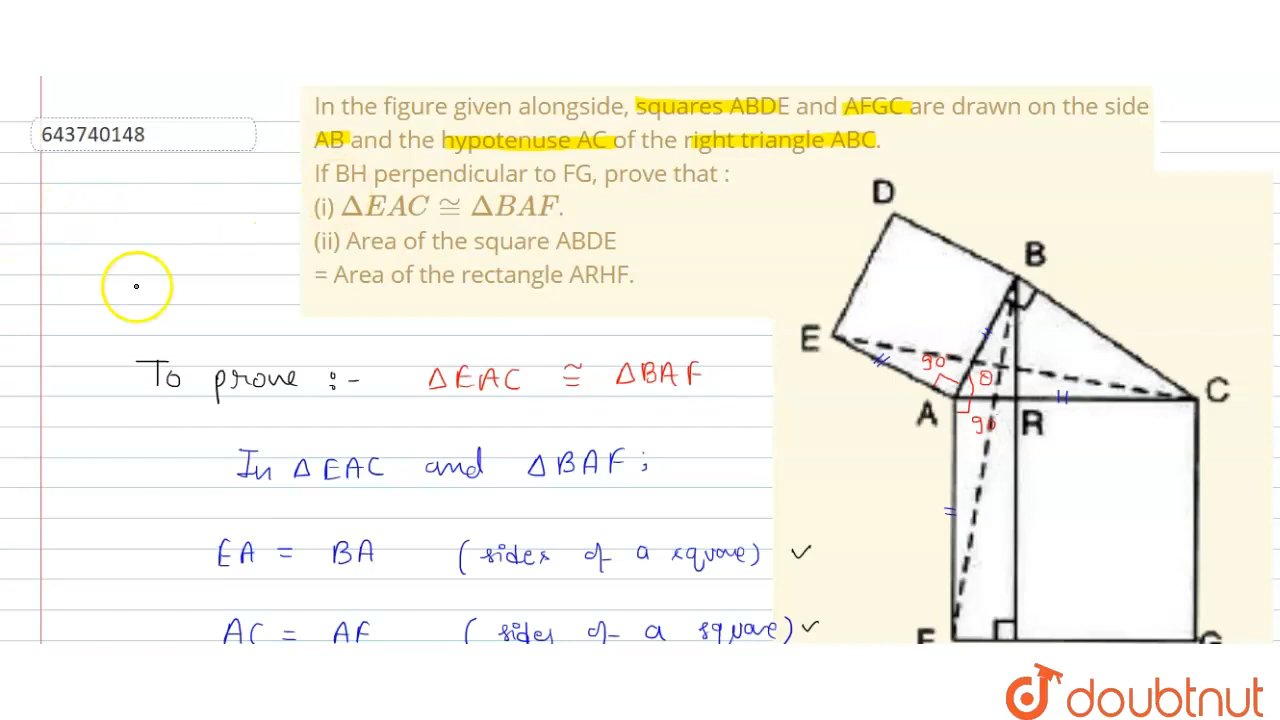 643740148
In the figure given alongside, squares ABDE and AFGC are drawn on the side
AB and the hypotenuse AC of the right triangle ABC.
If BH perpendicular to FG, prove that :
(i) ΔEAC ≅ ΔBAF.
(ii) Area of the square ABDE
= Area of the rectangle ARHF.
D
B
E
90
θ
C
A
90
R
F
G
To prove :- ΔEAC ≅ ΔBAF
In ΔEAC and ΔBAF ;
EA = BA (sides of a square) ✓
AC = AF (sides of a square) ✓
doubtnut